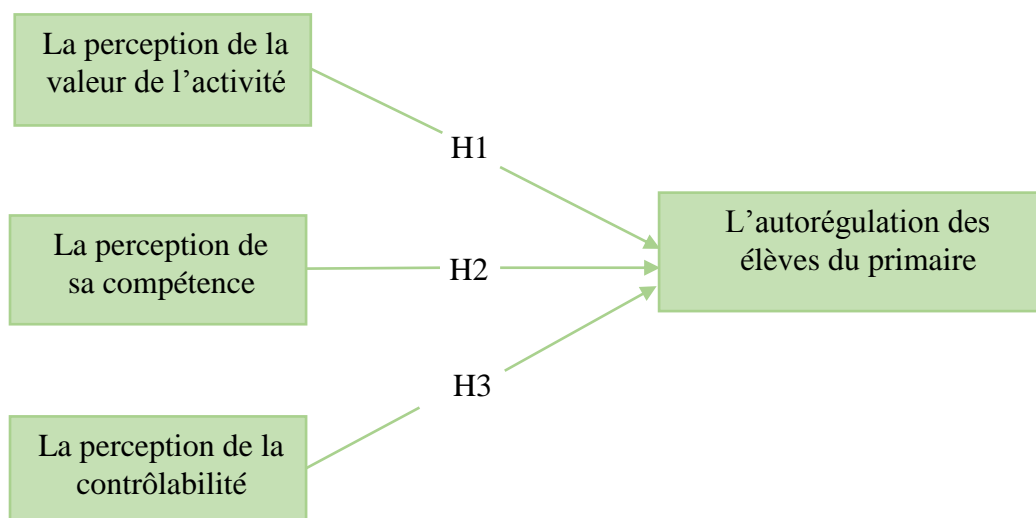 La perception de la
valeur de l’activité
H1
La perception de
sa compétence
H2
L’autorégulation des
élèves du primaire
H3
La perception de la
contrôlabilité